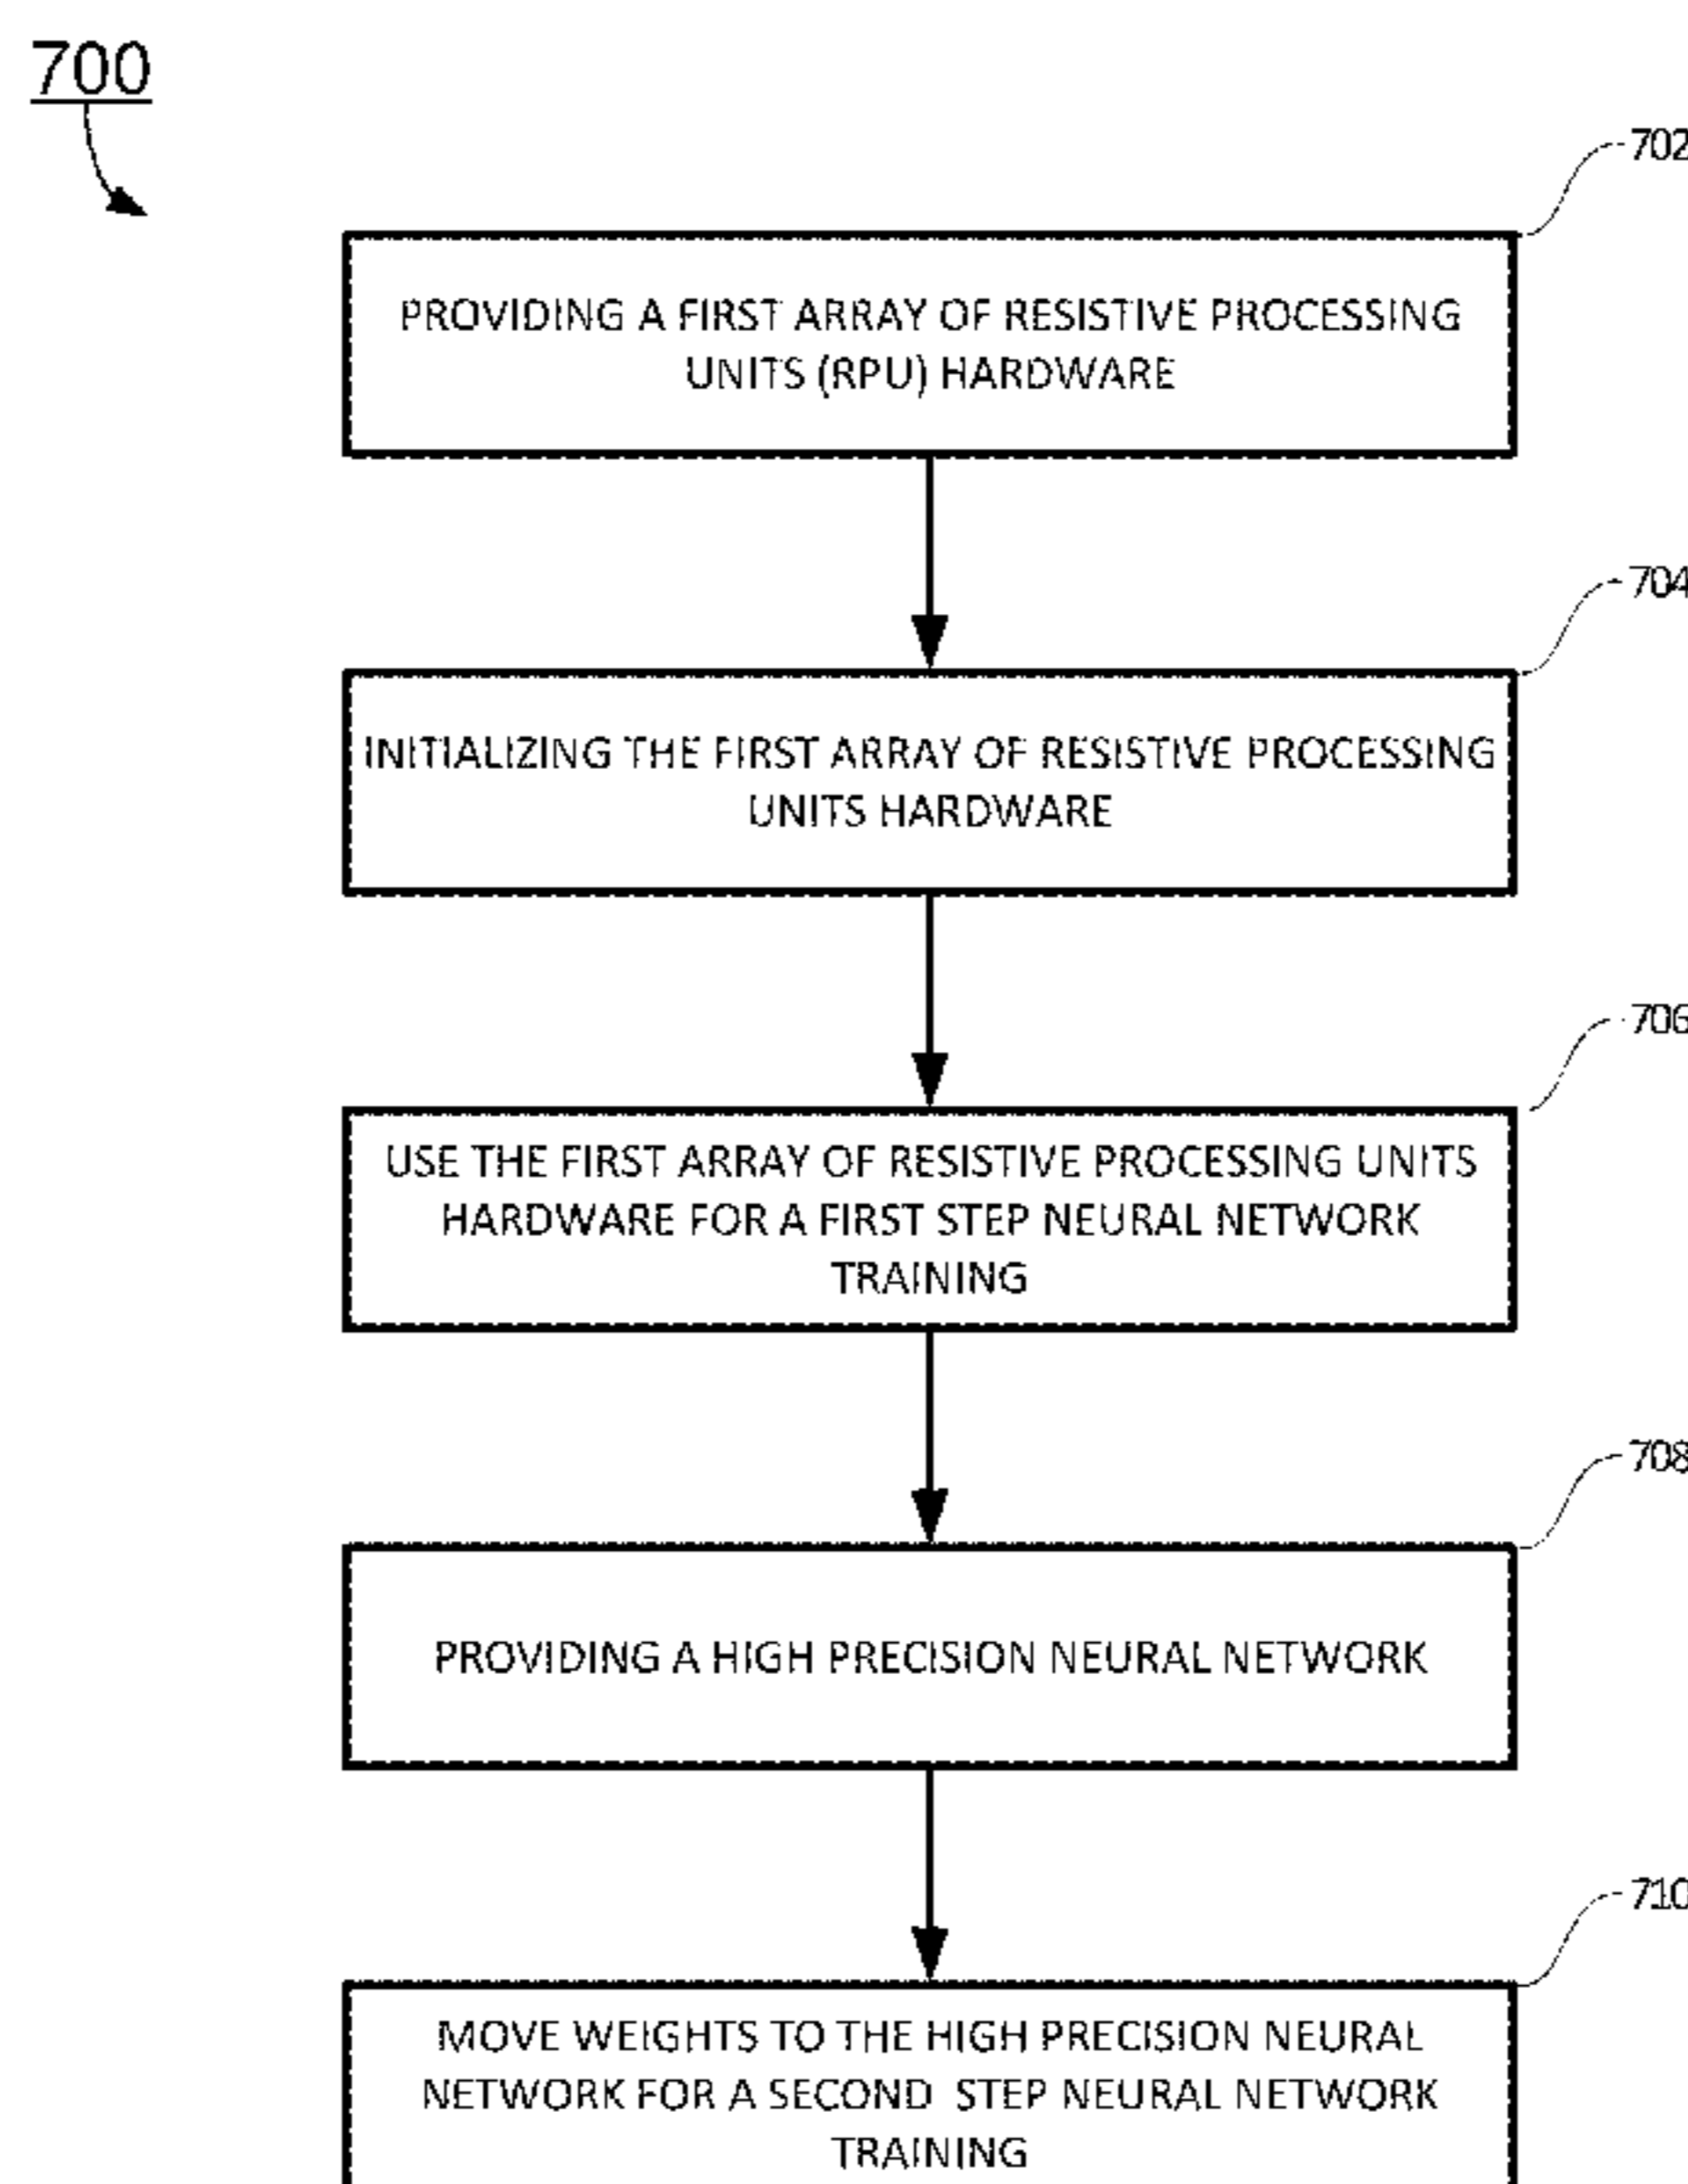 700
702
PROVIDING A FIRST ARRAY OF RESISTIVE PROCESSING
UNITS (RPU) HARDWARE
704
INITIALIZING THE FIRST ARRAY OF RESISTIVE PROCESSING
UNITS HARDWARE
706
USE THE FIRST ARRAY OF RESISTIVE PROCESSING UNITS
HARDWARE FOR A FIRST STEP NEURAL NETWORK
TRAINING
708
PROVIDING A HIGH PRECISION NEURAL NETWORK
710
MOVE WEIGHTS TO THE HIGH PRECISION NEURAL
NETWORK FOR A SECOND STEP NEURAL NETWORK
TRAINING